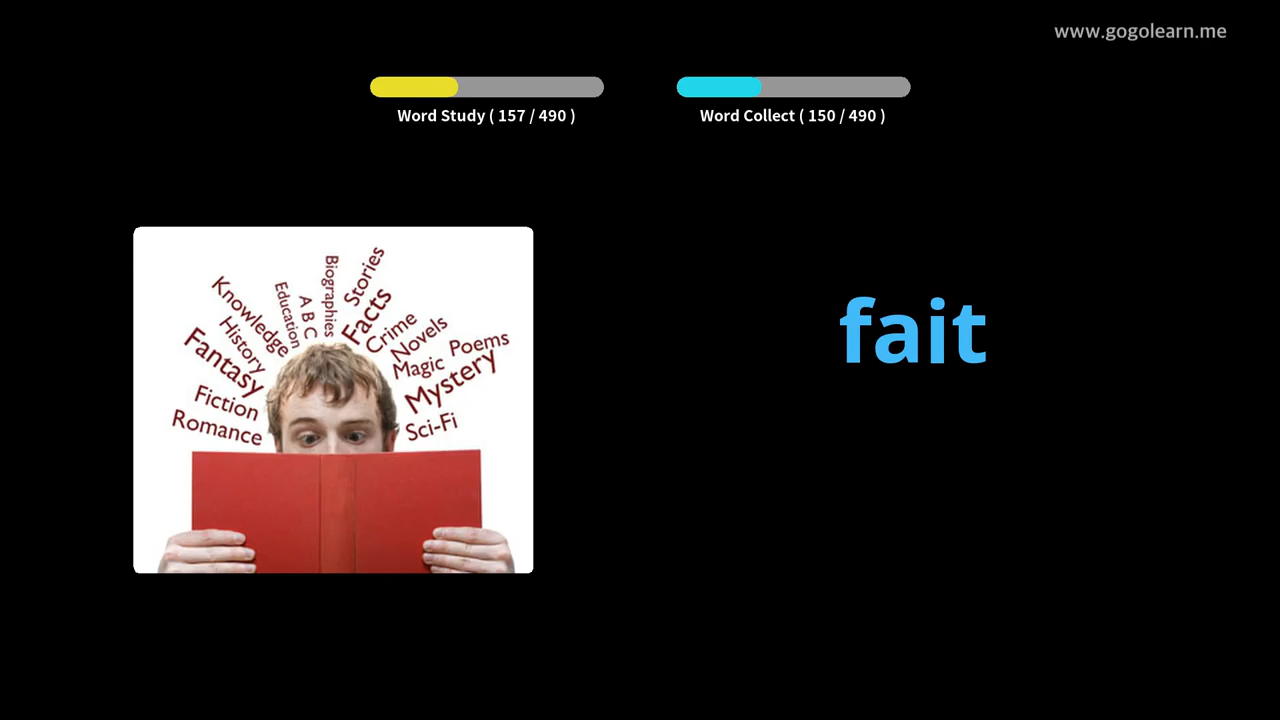 www.gogolearn.me
Word Study ( 157 / 490 )
Word Collect ( 150 / 490 )
Knowledge
Education
A B C
Biographies
Stories
Facts
History
Crime
Novels
Fantasy
Magic
Poems
Mystery
Fiction
Romance
Sci-Fi
fait